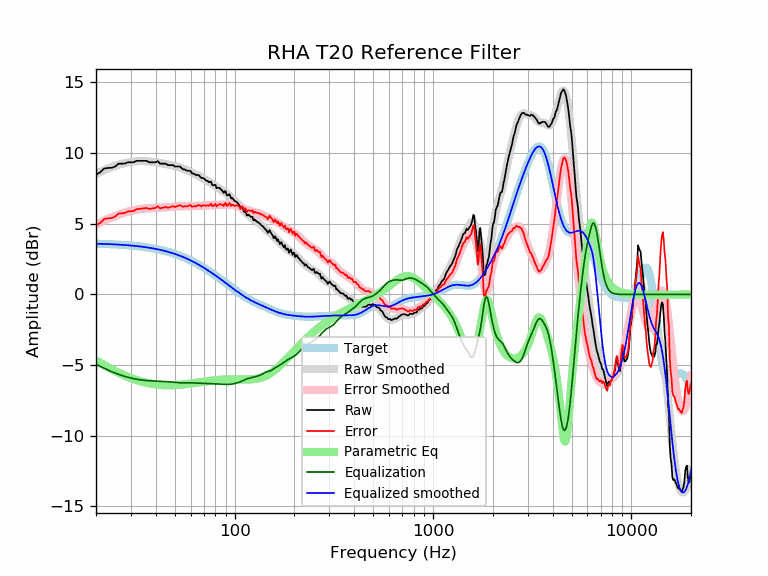 RHA T20 Reference Filter
Amplitude (dBr)
15
10
5
0
−5
−10
−15
Target
Raw Smoothed
Error Smoothed
Raw
Error
Parametric Eq
Equalization
Equalized smoothed
100
1000
10000
Frequency (Hz)